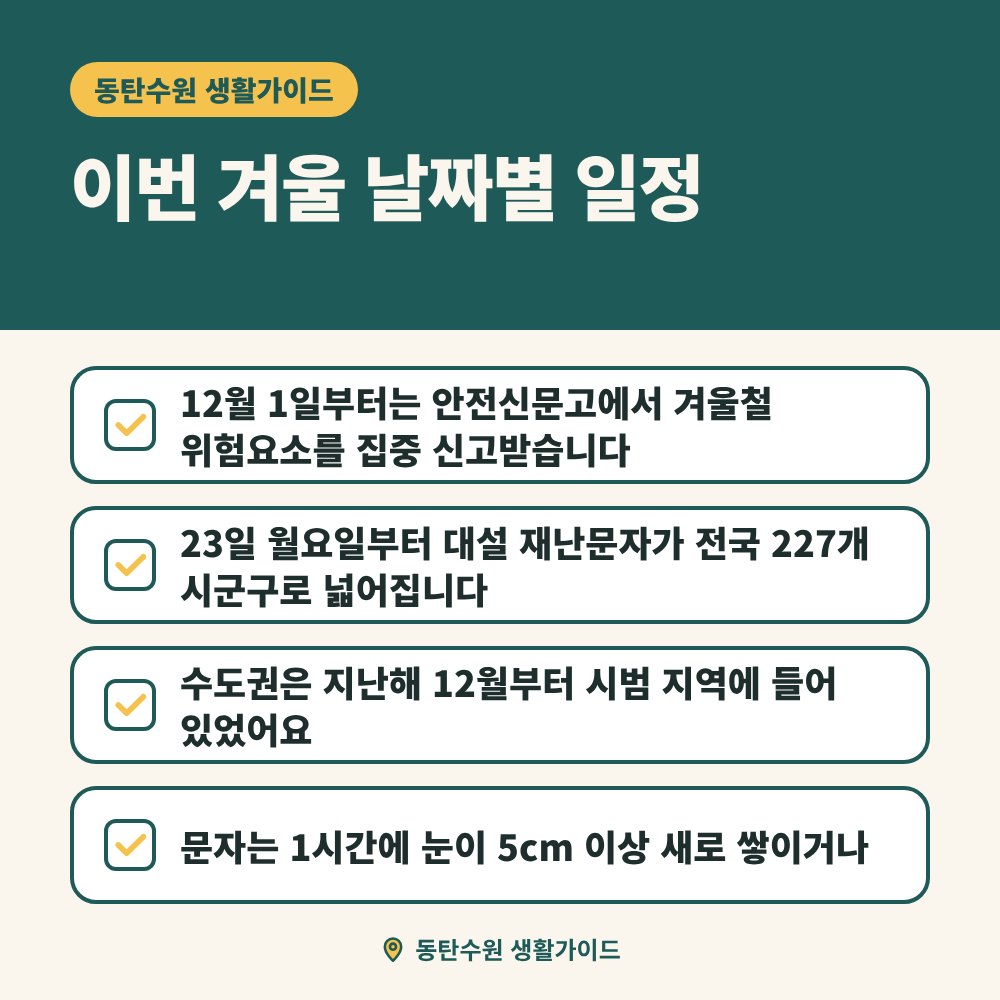 동탄수원 생활가이드
이번 겨울 날짜별 일정
12월 1일부터는 안전신문고에서 겨울철
위험요소를 집중 신고받습니다
23일 월요일부터 대설 재난문자가 전국 227개
시군구로 넓어집니다
수도권은 지난해 12월부터 시범 지역에 들어
있었어요
문자는 1시간에 눈이 5cm 이상 새로 쌓이거나
동탄수원 생활가이드